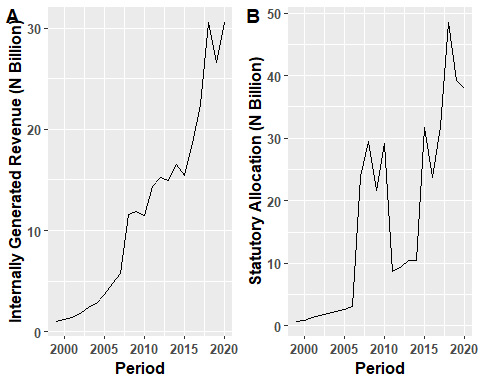 A
Internally Generated Revenue (N Billion)
30
20
10
0
2000 2005 2010 2015 2020
Period
B
Statutory Allocation (N Billion)
50
40
30
20
10
0
2000 2005 2010 2015 2020
Period